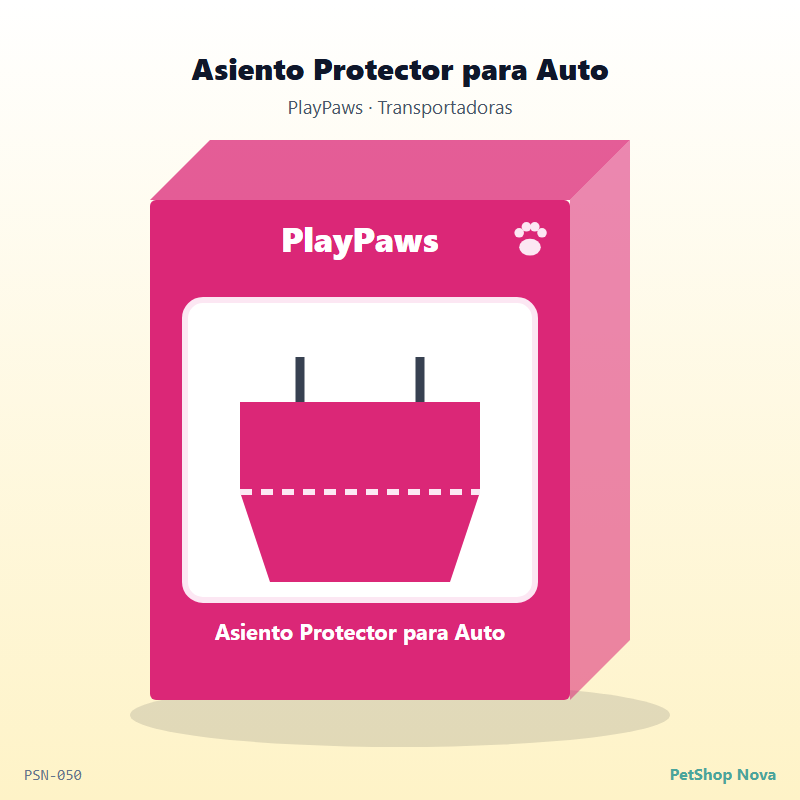 Asiento Protector para Auto
PlayPaws · Transportadoras
PlayPaws
Asiento Protector para Auto
PSN-050
PetShop Nova